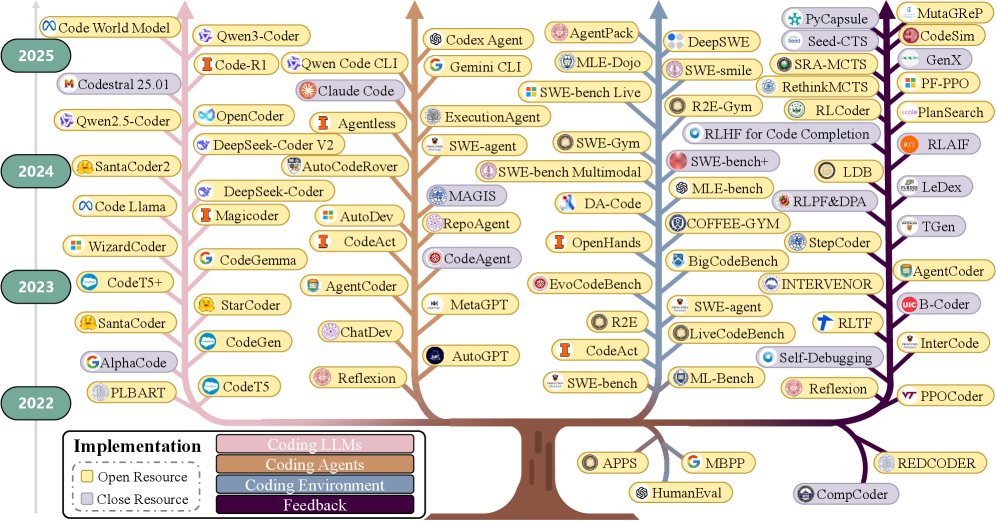 2025
2024
2023
2022
Code World Model
Codestral 25.01
Qwen2.5-Coder
SantaCoder2
Code Llama
WizardCoder
CodeT5+
SantaCoder
AlphaCode
PLBART
Qwen3-Coder
Code-R1
OpenCoder
DeepSeek-Coder V2
DeepSeek-Coder
Magicoder
CodeGemma
StarCoder
CodeGen
CodeT5
Qwen Code CLI
Claude Code
Agentless
AutoCodeRover
AutoDev
CodeAct
AgentCoder
ChatDev
Reflexion
Codex Agent
Gemini CLI
ExecutionAgent
SWE-agent
MAGIS
RepoAgent
CodeAgent
MetaGPT
AutoGPT
AgentPack
MLE-Dojo
SWE-bench Live
SWE-Gym
SWE-bench Multimodal
DA-Code
OpenHands
EvoCodeBench
R2E
CodeAct
SWE-bench
DeepSWE
SWE-smile
R2E-Gym
RLHF for Code Completion
SWE-bench+
MLE-bench
COFFEE-GYM
BigCodeBench
SWE-agent
LiveCodeBench
ML-Bench
PyCapsule
Seed-CTS
SRA-MCTS
RethinkMCTS
RLCoder
LDB
RLPF&DPA
StepCoder
INTERVENOR
RLTF
Self-Debugging
Reflexion
MutaGReP
CodeSim
GenX
PF-PPO
PlanSearch
RLAIF
LeDex
TGen
AgentCoder
B-Coder
InterCode
PPOCoder
APPS
MBPP
HumanEval
REDCODER
CompCoder
Implementation
Open Resource
Close Resource
Coding LLMs
Coding Agents
Coding Environment
Feedback